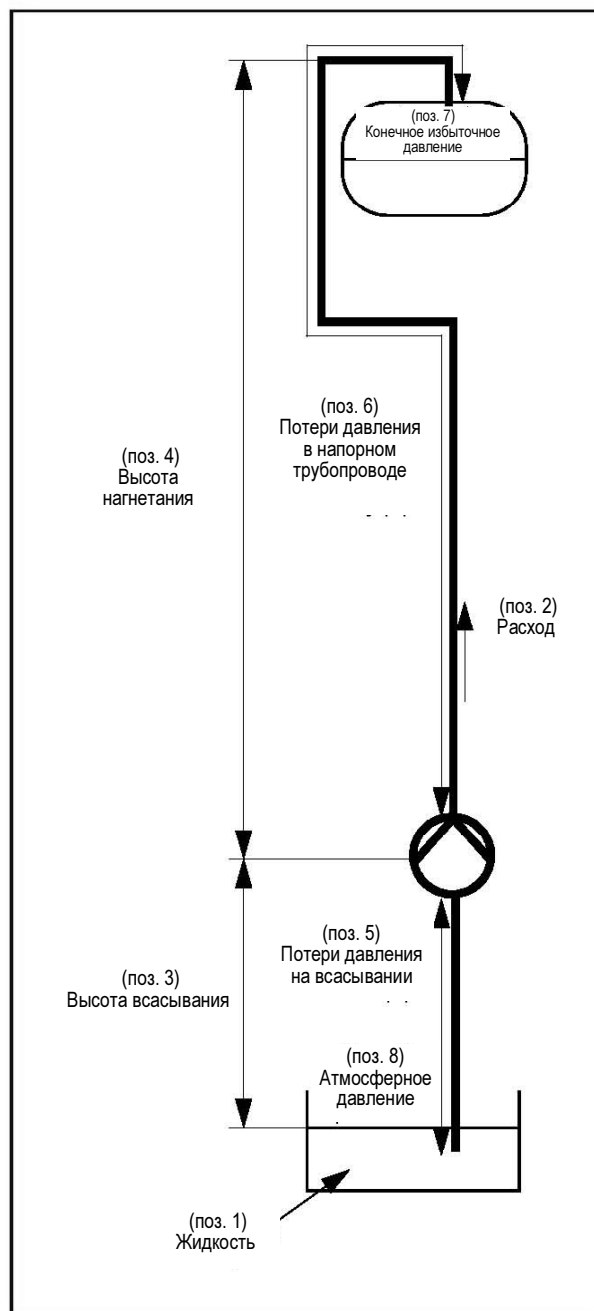 (поз. 7)
Конечное избыточное
давление
(поз. 6)
Потери давления
в напорном
трубопроводе
(поз. 4)
Высота
нагнетания
(поз. 2)
Расход
(поз. 5)
Потери давления
на всасывании
(поз. 3)
Высота всасывания
(поз. 8)
Атмосферное
давление
(поз. 1)
Жидкость